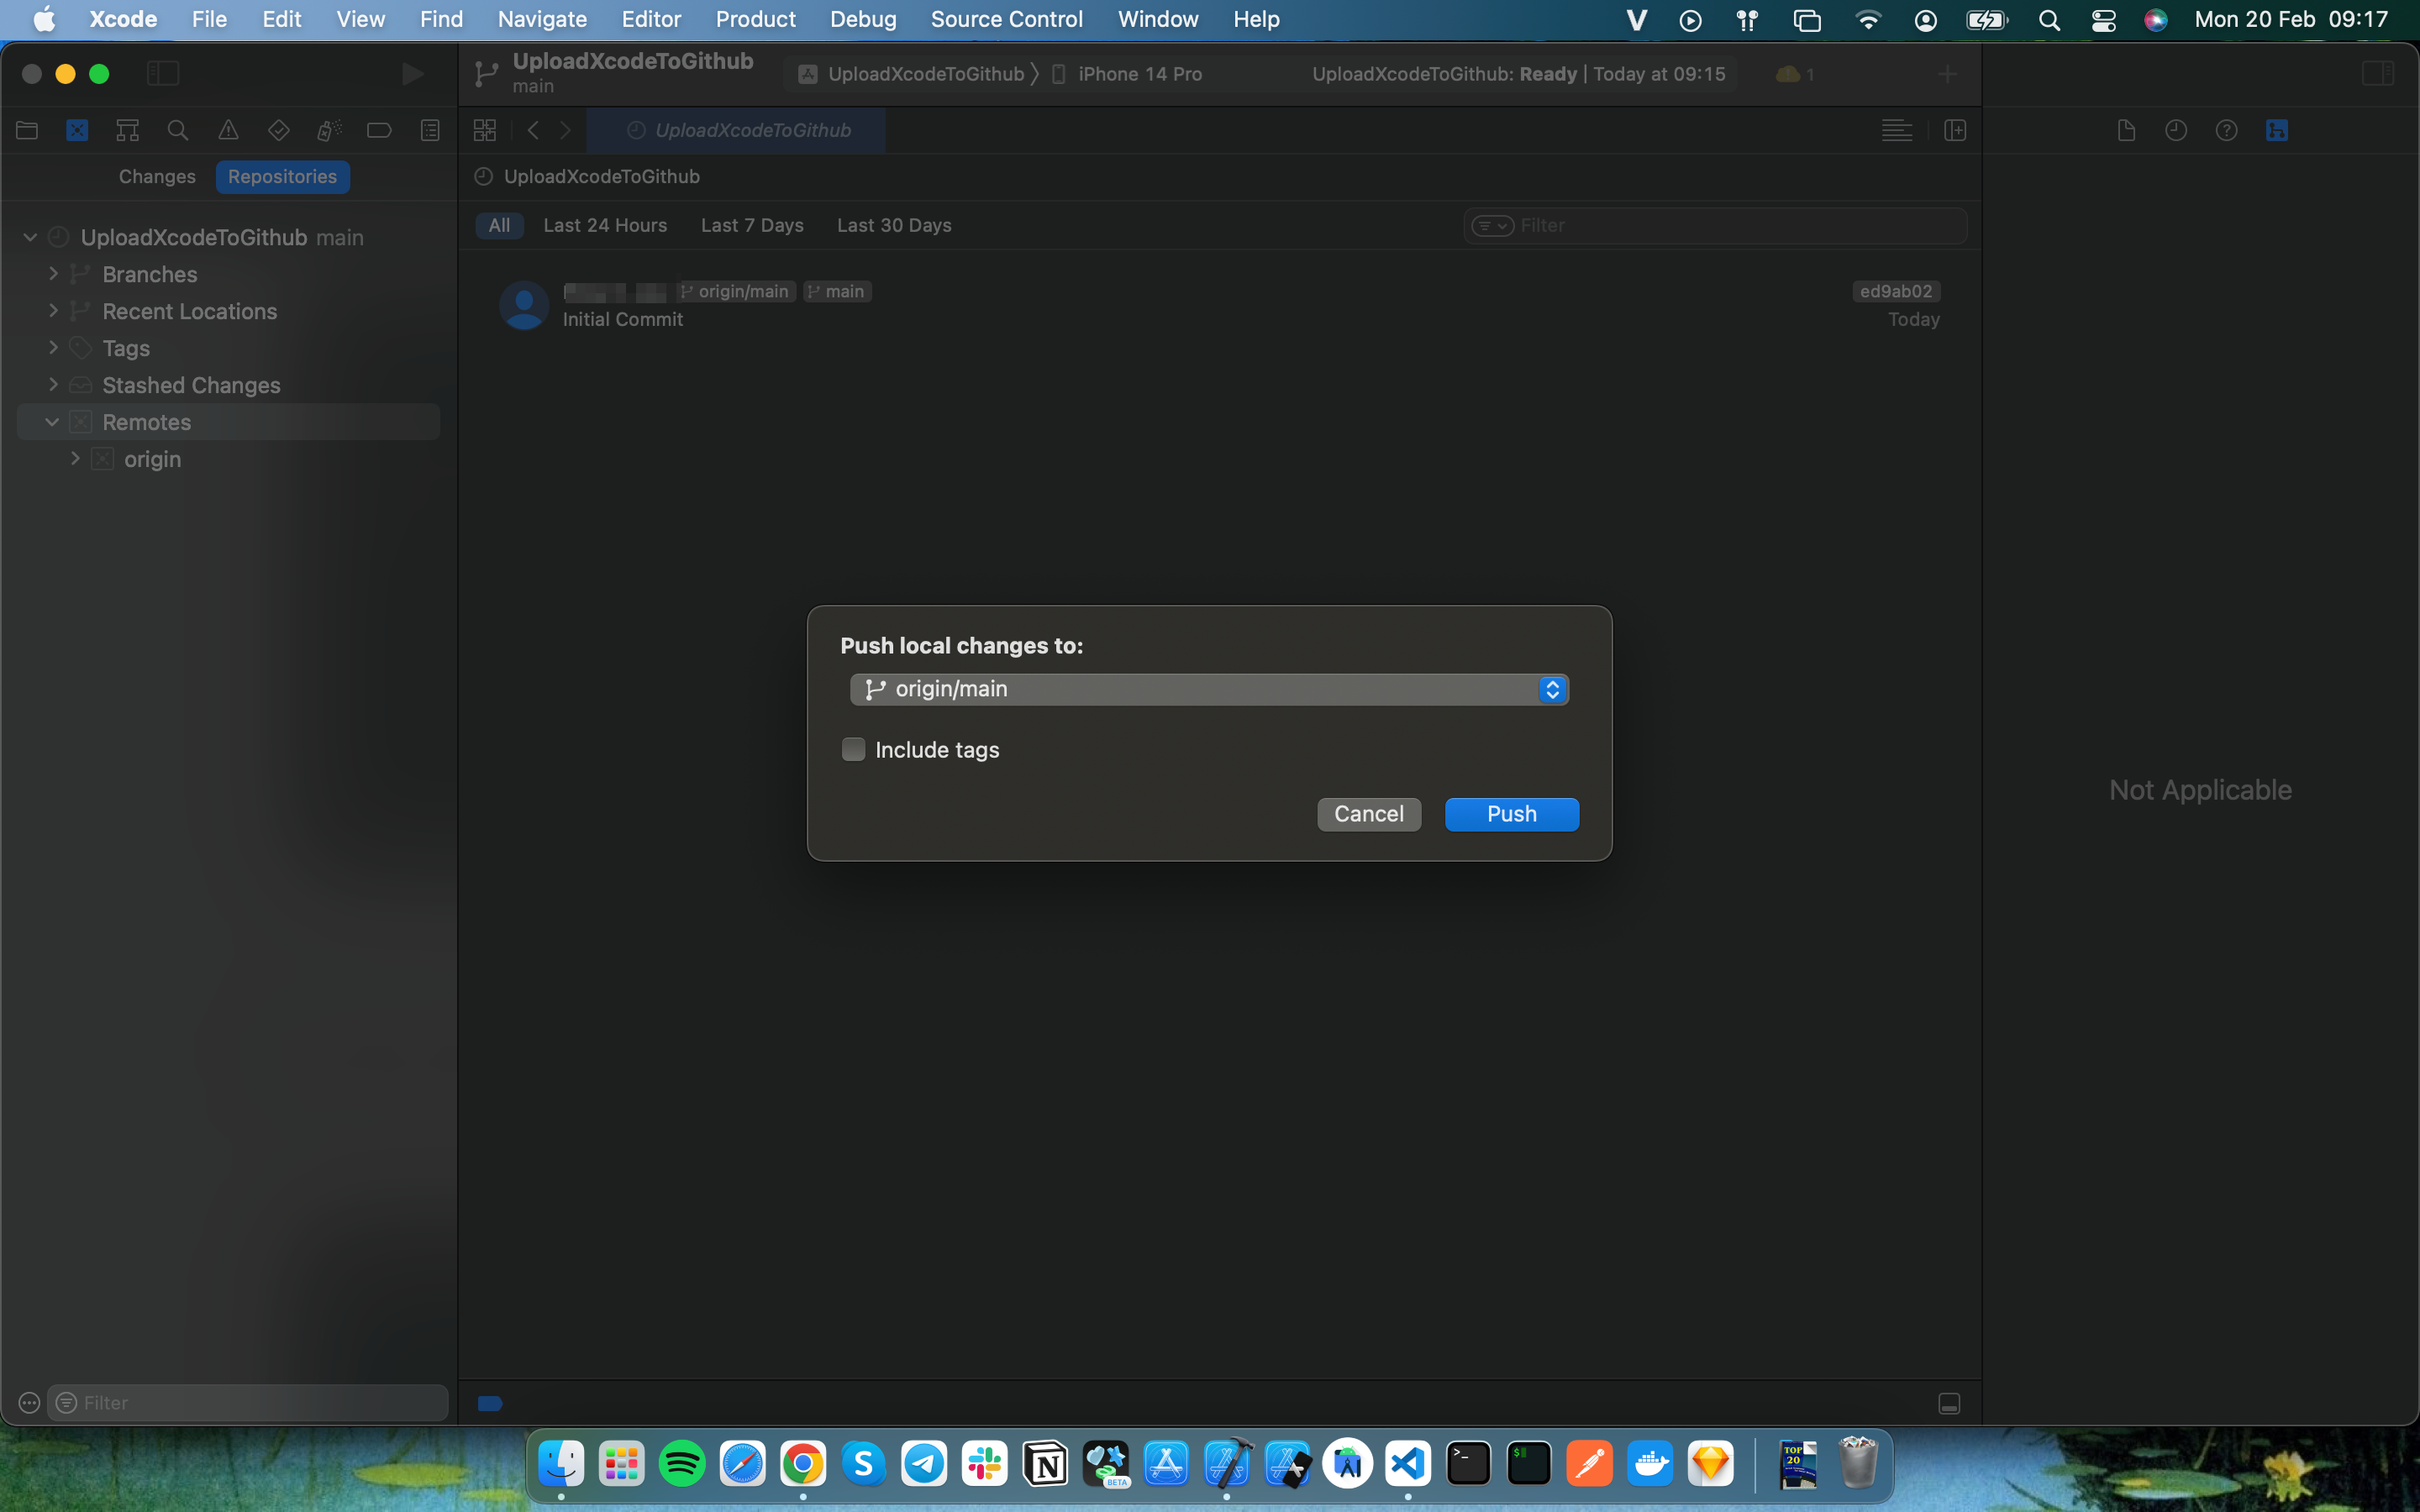 Xcode File Edit View Find Navigate Editor Product Debug Source Control Window Help Mon 20 Feb 09:17
UploadXcodeToGithub
main
UploadXcodeToGithub iPhone 14 Pro
UploadXcodeToGithub: Ready | Today at 09:15
1
UploadXcodeToGithub
Changes Repositories
UploadXcodeToGithub
All Last 24 Hours Last 7 Days Last 30 Days
Filter
UploadXcodeToGithub main
Branches
Recent Locations
Tags
Stashed Changes
Remotes
origin
origin/main main
Initial Commit
ed9ab02
Today
Push local changes to:
origin/main
Include tags
Cancel Push
Not Applicable
Filter
BETA
TOP
20